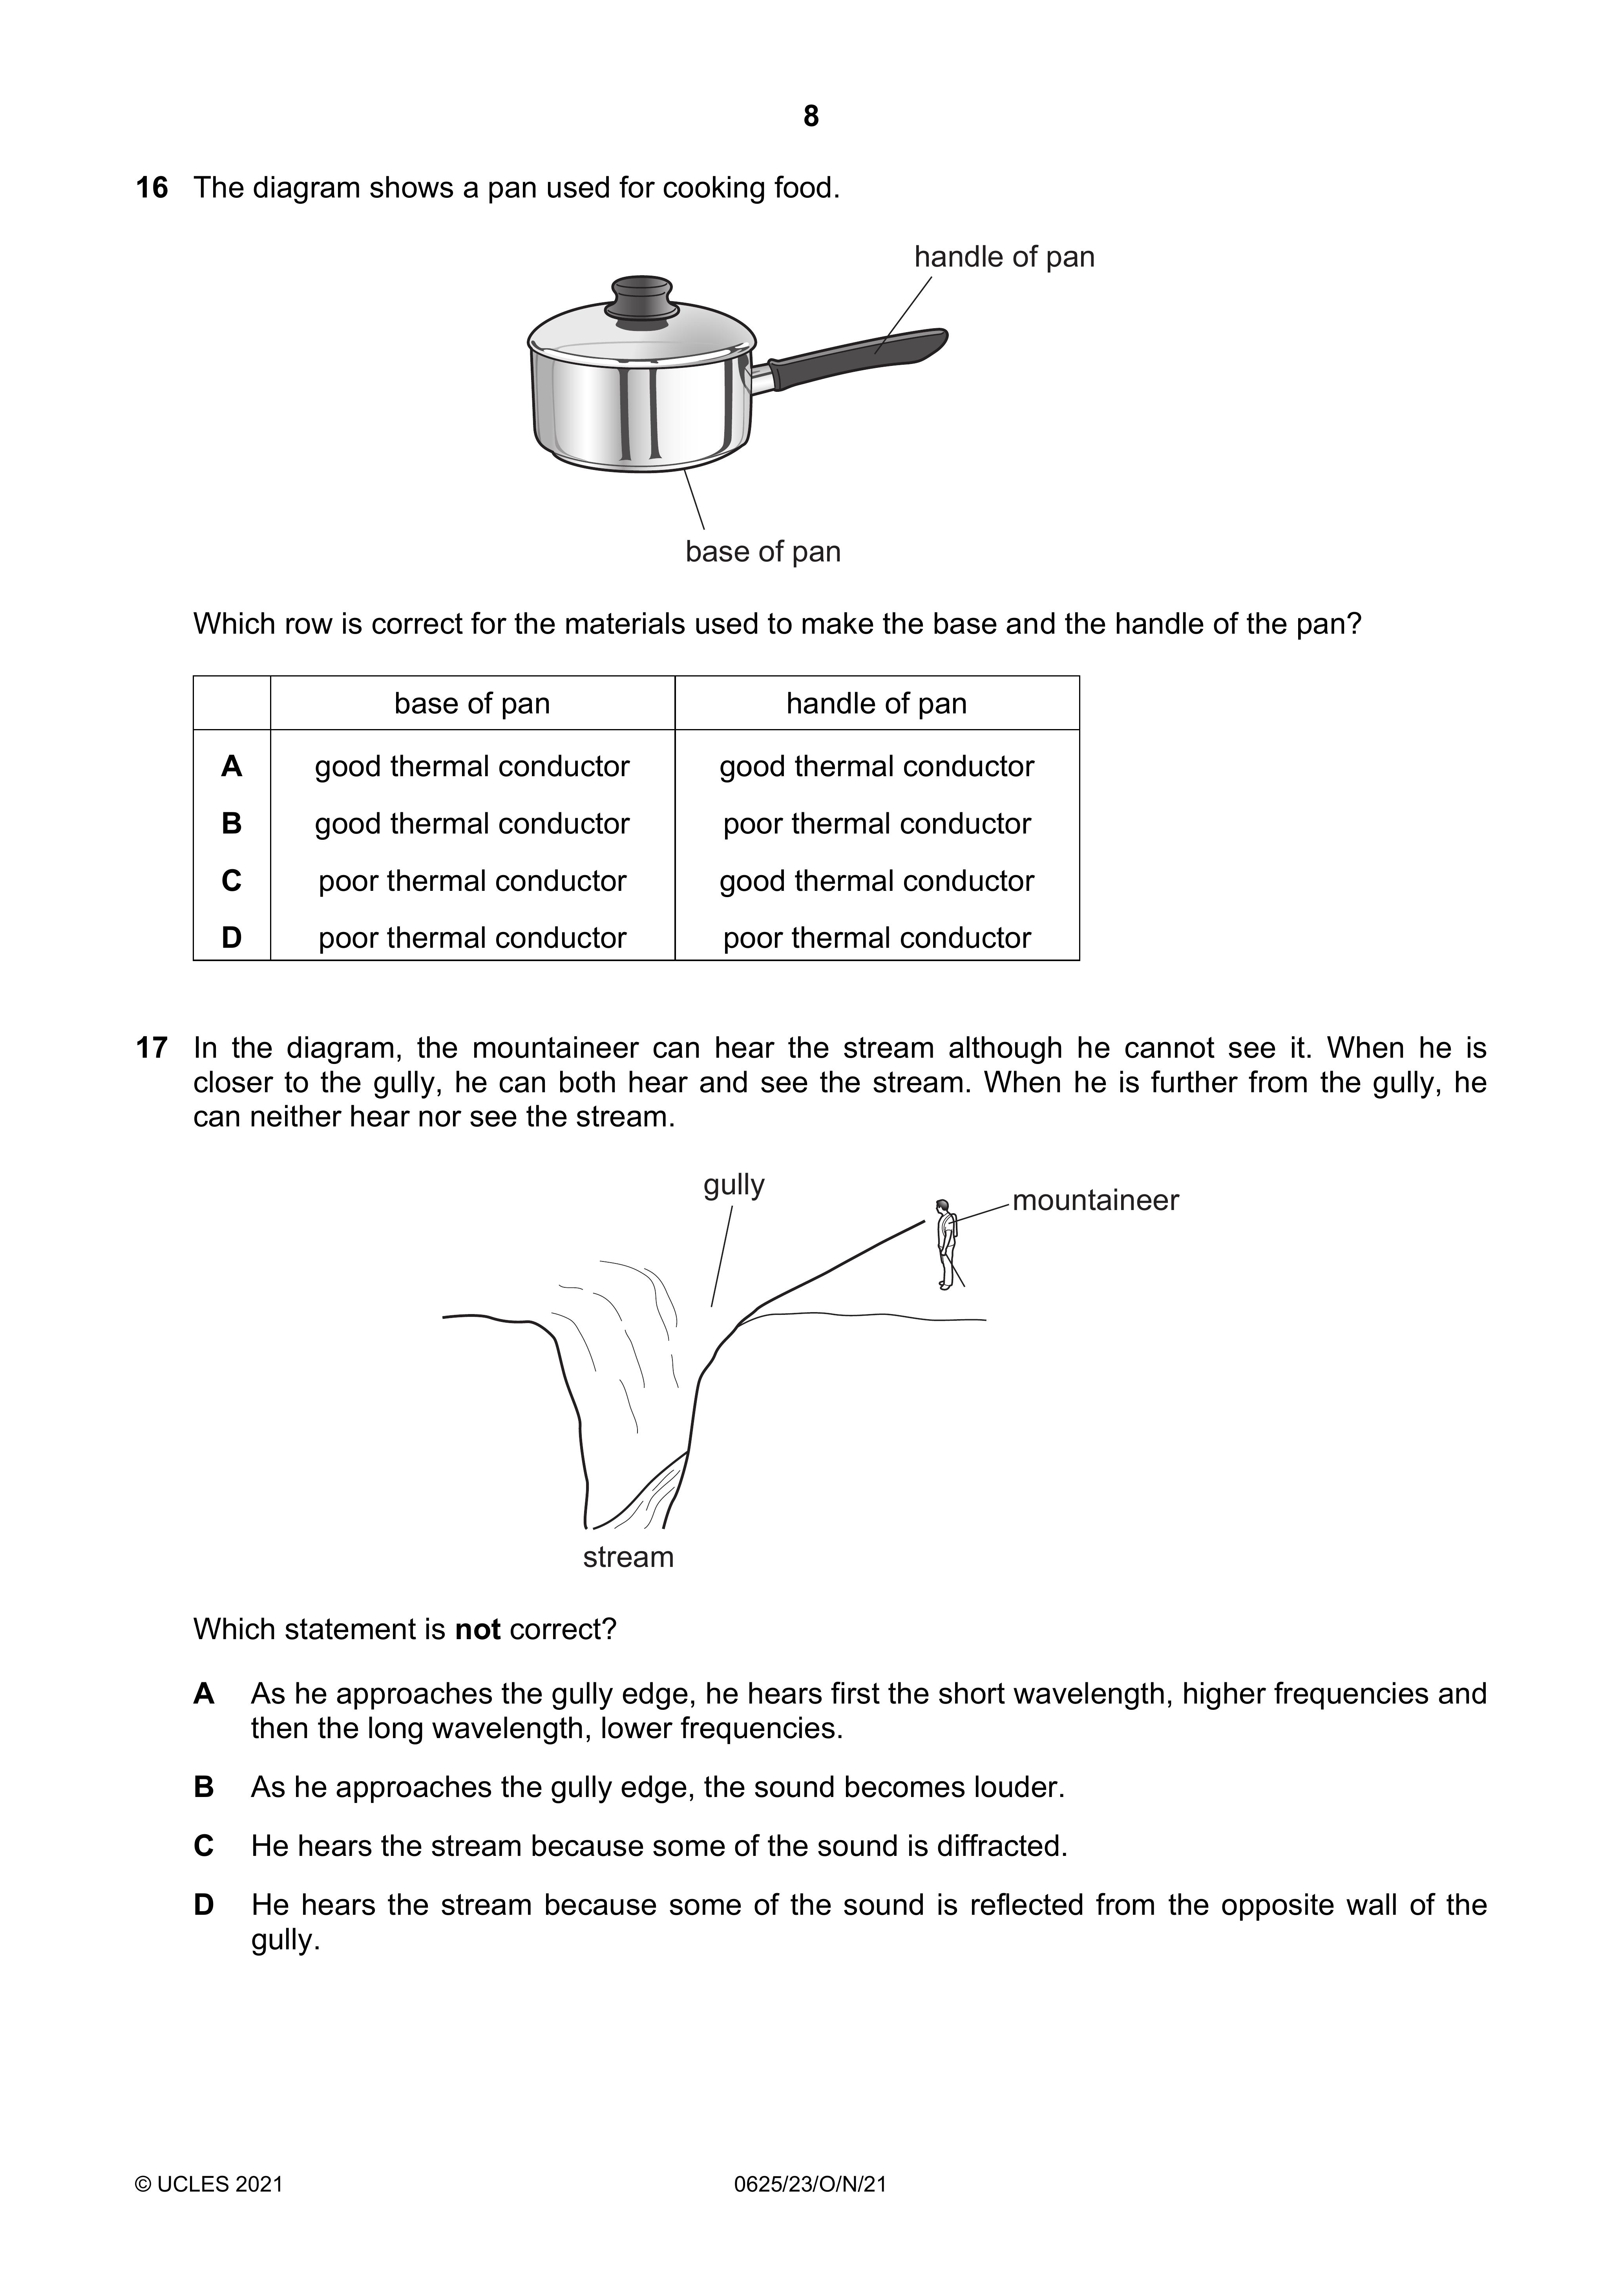 8
16 The diagram shows a pan used for cooking food.
handle of pan
base of pan
Which row is correct for the materials used to make the base and the handle of the pan?
base of pan handle of pan
A good thermal conductor good thermal conductor
B good thermal conductor poor thermal conductor
C poor thermal conductor good thermal conductor
D poor thermal conductor poor thermal conductor
17 In the diagram, the mountaineer can hear the stream although he cannot see it. When he is
closer to the gully, he can both hear and see the stream. When he is further from the gully, he
can neither hear nor see the stream.
gully
mountaineer
stream
Which statement is not correct?
A As he approaches the gully edge, he hears first the short wavelength, higher frequencies and
then the long wavelength, lower frequencies.
B As he approaches the gully edge, the sound becomes louder.
C He hears the stream because some of the sound is diffracted.
D He hears the stream because some of the sound is reflected from the opposite wall of the
gully.
© UCLES 2021 0625/23/O/N/21